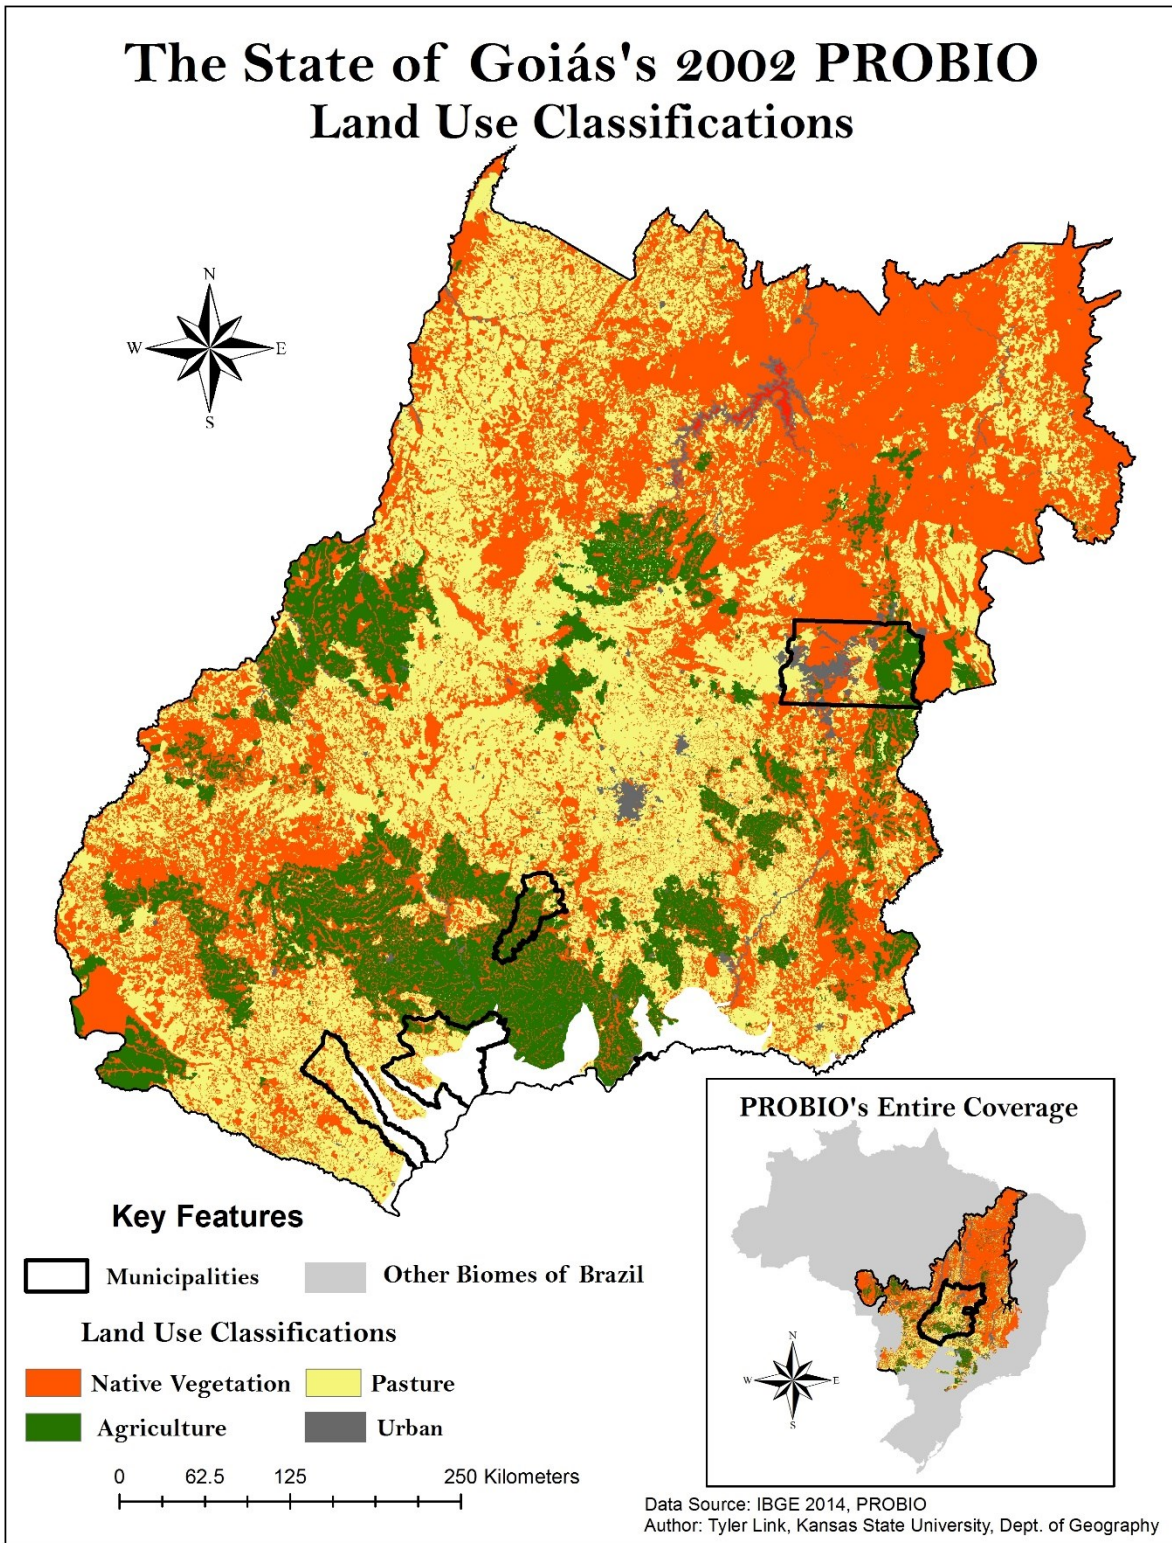 The State of Goiás's 2002 PROBIO
Land Use Classifications
N
W E
S
PROBIO's Entire Coverage
N
W E
S
Key Features
Municipalities
Other Biomes of Brazil
Land Use Classifications
Native Vegetation
Pasture
Agriculture
Urban
0 62.5 125 250 Kilometers
Data Source: IBGE 2014, PROBIO
Author: Tyler Link, Kansas State University, Dept. of Geography